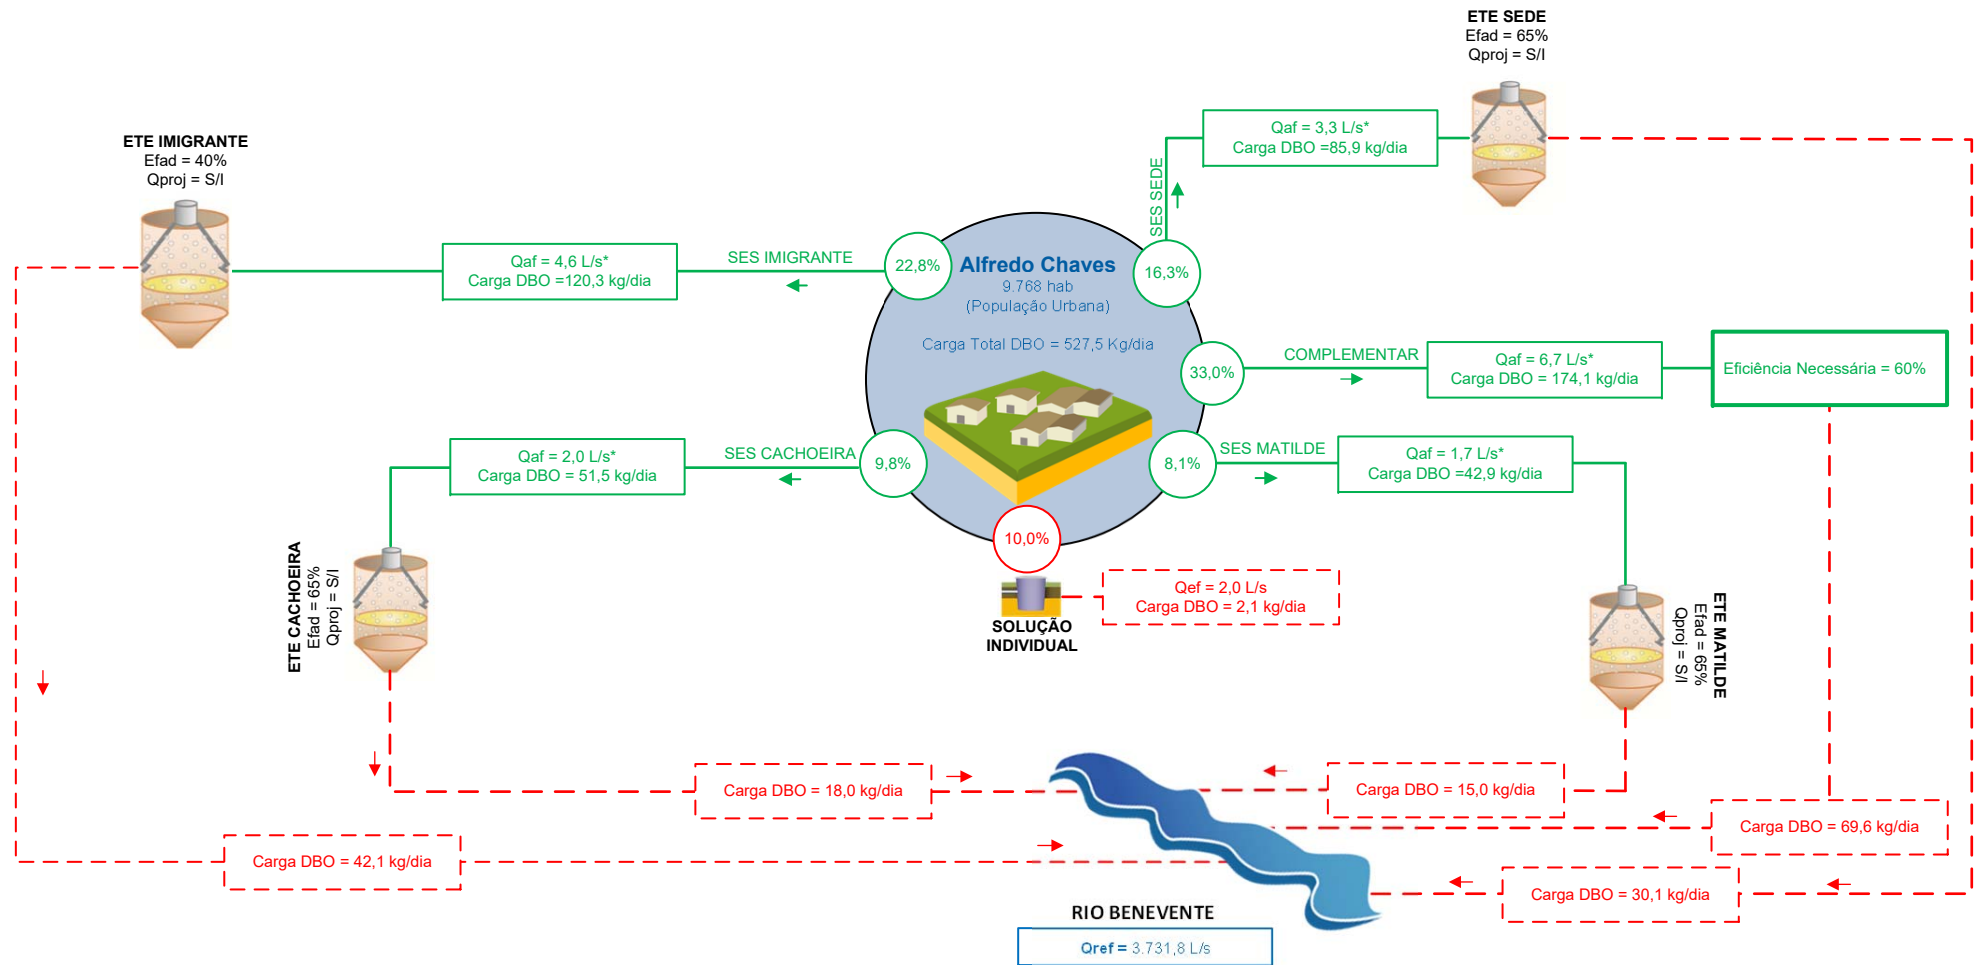 ETE SEDE
Efad = 65%
Qproj = S/I
Qaf = 3,3 L/s*
Carga DBO =85,9 kg/dia
SES SEDE
ETE IMIGRANTE
Efad = 40%
Qproj = S/I
Qaf = 4,6 L/s*
Carga DBO =120,3 kg/dia
SES IMIGRANTE
22,8%
Alfredo Chaves
9.768 hab
(População Urbana)
Carga Total DBO = 527,5 Kg/dia
16,3%
33,0%
COMPLEMENTAR
Qaf = 6,7 L/s*
Carga DBO = 174,1 kg/dia
Eficiência Necessária = 60%
Qaf = 2,0 L/s*
Carga DBO = 51,5 kg/dia
SES CACHOEIRA
9,8%
8,1%
SES MATILDE
Qaf = 1,7 L/s*
Carga DBO =42,9 kg/dia
10,0%
SOLUÇÃO
INDIVIDUAL
Qef = 2,0 L/s
Carga DBO = 2,1 kg/dia
ETE CACHOEIRA
Efad = 65%
Qproj = S/I
ETE MATILDE
Efad = 65%
Qproj = S/I
Carga DBO = 18,0 kg/dia
Carga DBO = 15,0 kg/dia
Carga DBO = 69,6 kg/dia
Carga DBO = 42,1 kg/dia
Carga DBO = 30,1 kg/dia
RIO BENEVENTE
Qref = 3.731,8 L/s